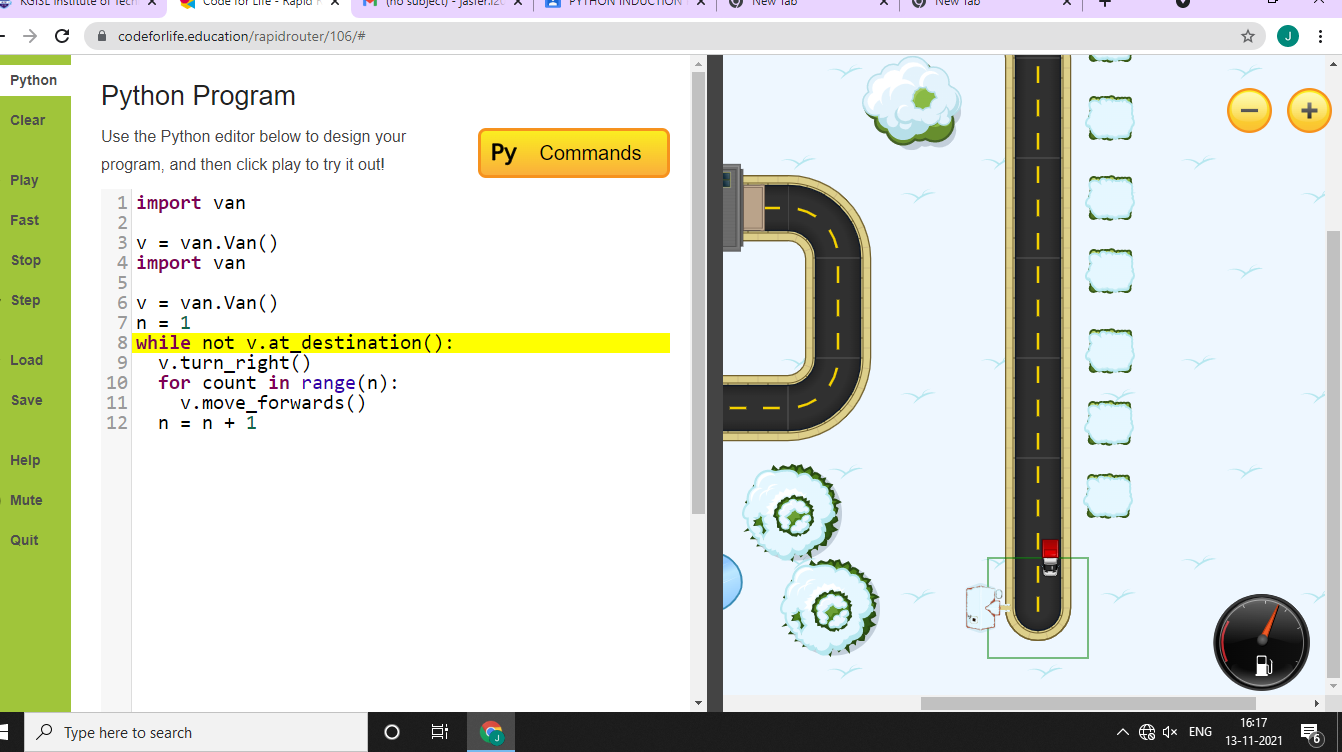 KGISL Institute of Tech
Code for Life - Rapid
(no subject) -
PYTHON INDUCTION
New Tab
New Tab
codeforlife.education/rapidrouter/106/#
J
Python
Clear
Play
Fast
Stop
Step
Load
Save
Help
Mute
Quit
Python Program
Use the Python editor below to design your
program, and then click play to try it out!
Py Commands
1 import van
2
3 v = van.Van()
4 import van
5
6 v = van.Van()
7 n = 1
8 while not v.at_destination():
9 v.turn_right()
10 for count in range(n):
11 v.move_forwards()
12 n = n + 1
Type here to search
J
ENG
16:17
13-11-2021
6